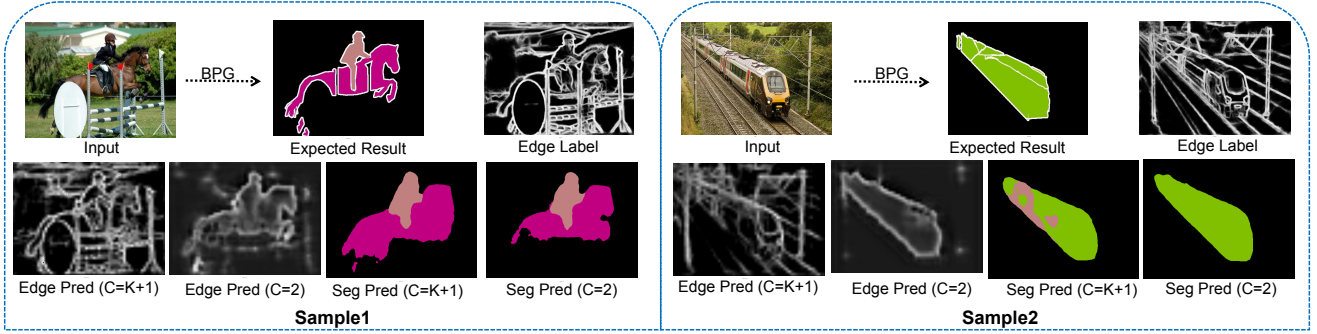 BPG
Input
Expected Result
Edge Label
Edge Pred (C=K+1)
Edge Pred (C=2)
Seg Pred (C=K+1)
Seg Pred (C=2)
Sample1
BPG
Input
Expected Result
Edge Label
Edge Pred (C=K+1)
Edge Pred (C=2)
Seg Pred (C=K+1)
Seg Pred (C=2)
Sample2